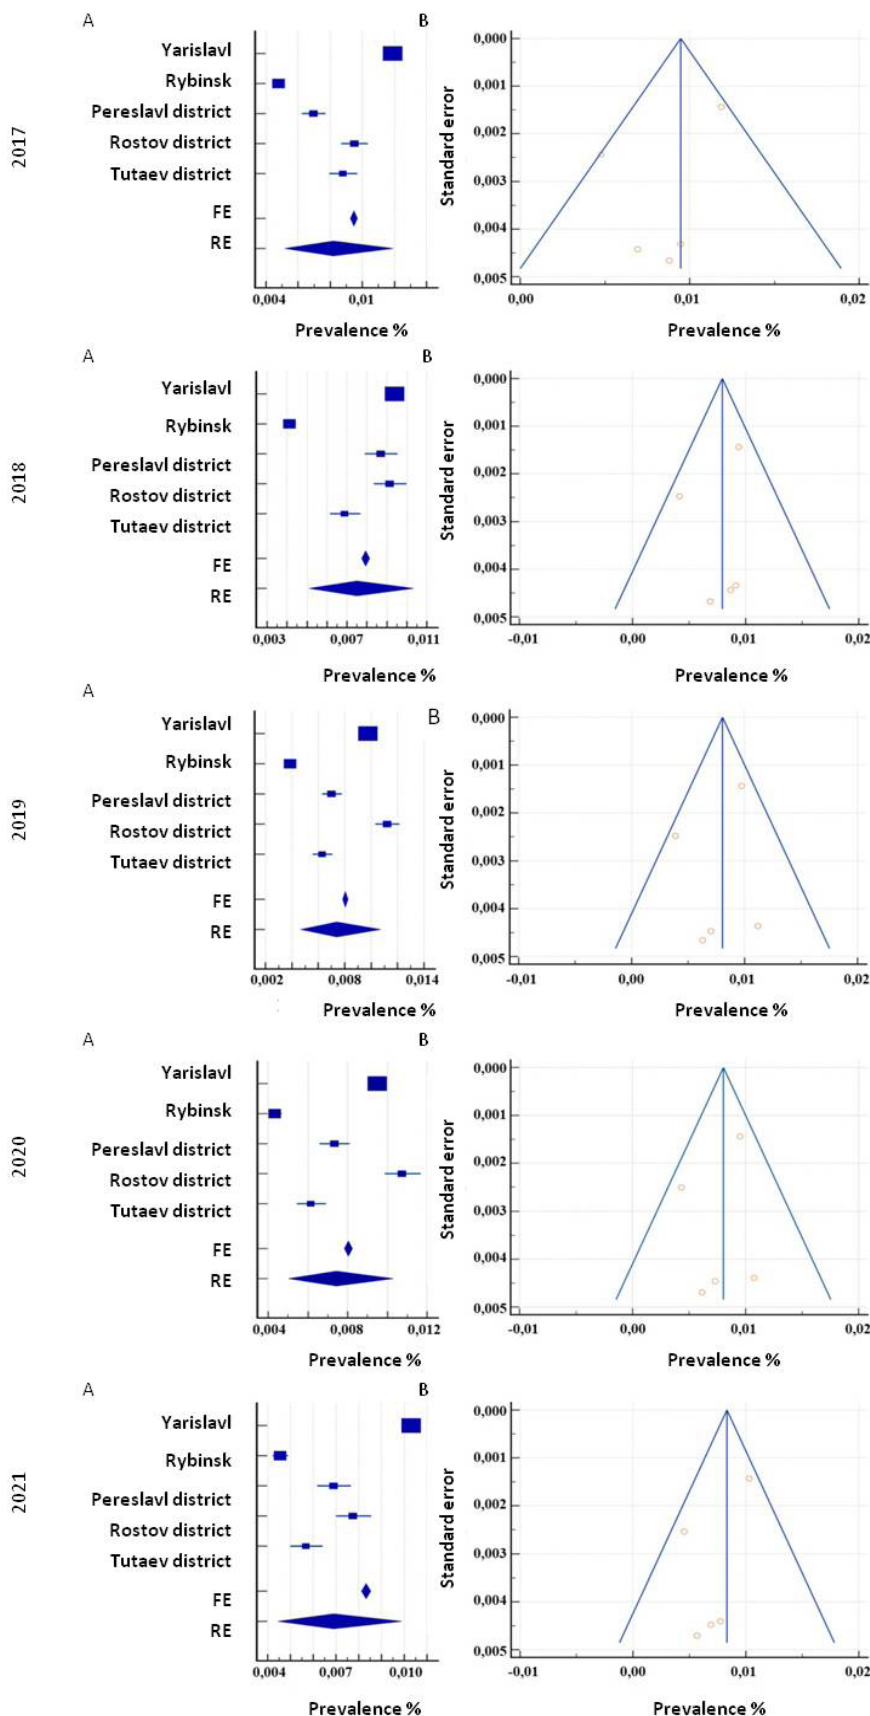 A
B
2017
Yarislavl
Rybinsk
Pereslavl district
Rostov district
Tutaev district
FE
RE
0,004 0,01
Prevalence %
Standard error
0,000
0,001
0,002
0,003
0,004
0,005
0,00 0,01 0,02
Prevalence %
A
B
2018
Yarislavl
Rybinsk
Pereslavl district
Rostov district
Tutaev district
FE
RE
0,003 0,007 0,011
Prevalence %
Standard error
0,000
0,001
0,002
0,003
0,004
0,005
-0,01 0,00 0,01 0,02
Prevalence %
A
B
2019
Yarislavl
Rybinsk
Pereslavl district
Rostov district
Tutaev district
FE
RE
0,002 0,008 0,014
Prevalence %
Standard error
0,000
0,001
0,002
0,003
0,004
0,005
-0,01 0,00 0,01 0,02
Prevalence %
A
B
2020
Yarislavl
Rybinsk
Pereslavl district
Rostov district
Tutaev district
FE
RE
0,004 0,008 0,012
Prevalence %
Standard error
0,000
0,001
0,002
0,003
0,004
0,005
-0,01 0,00 0,01 0,02
Prevalence %
A
B
2021
Yarislavl
Rybinsk
Pereslavl district
Rostov district
Tutaev district
FE
RE
0,004 0,007 0,010
Prevalence %
Standard error
0,000
0,001
0,002
0,003
0,004
0,005
-0,01 0,00 0,01 0,02
Prevalence %